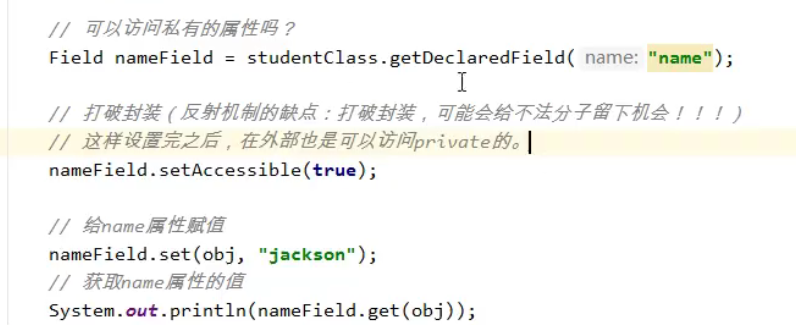 // 可以访问私有的属性吗？
Field nameField = studentClass.getDeclaredField( name: "name");
// 打破封装（反射机制的缺点：打破封装，可能会给不法分子留下机会！！！）
// 这样设置完之后，在外部也是可以访问private的。
nameField.setAccessible(true);
// 给name属性赋值
nameField.set(obj, "jackson");
// 获取name属性的值
System.out.println(nameField.get(obj));